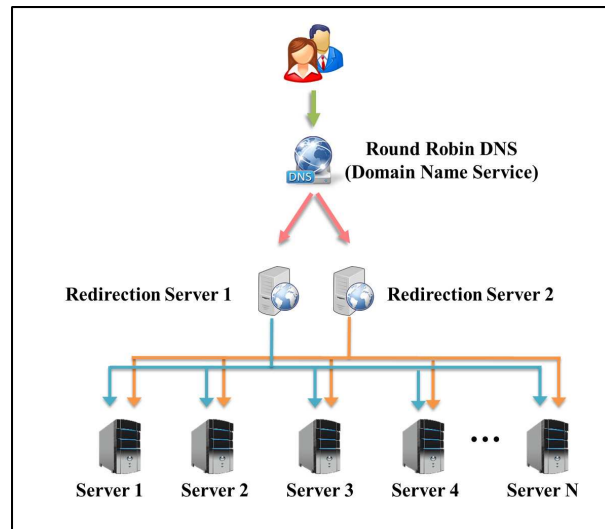 Round Robin DNS
(Domain Name Service)
DNS
Redirection Server 1
Redirection Server 2
Server 1
Server 2
Server 3
Server 4
...
Server N